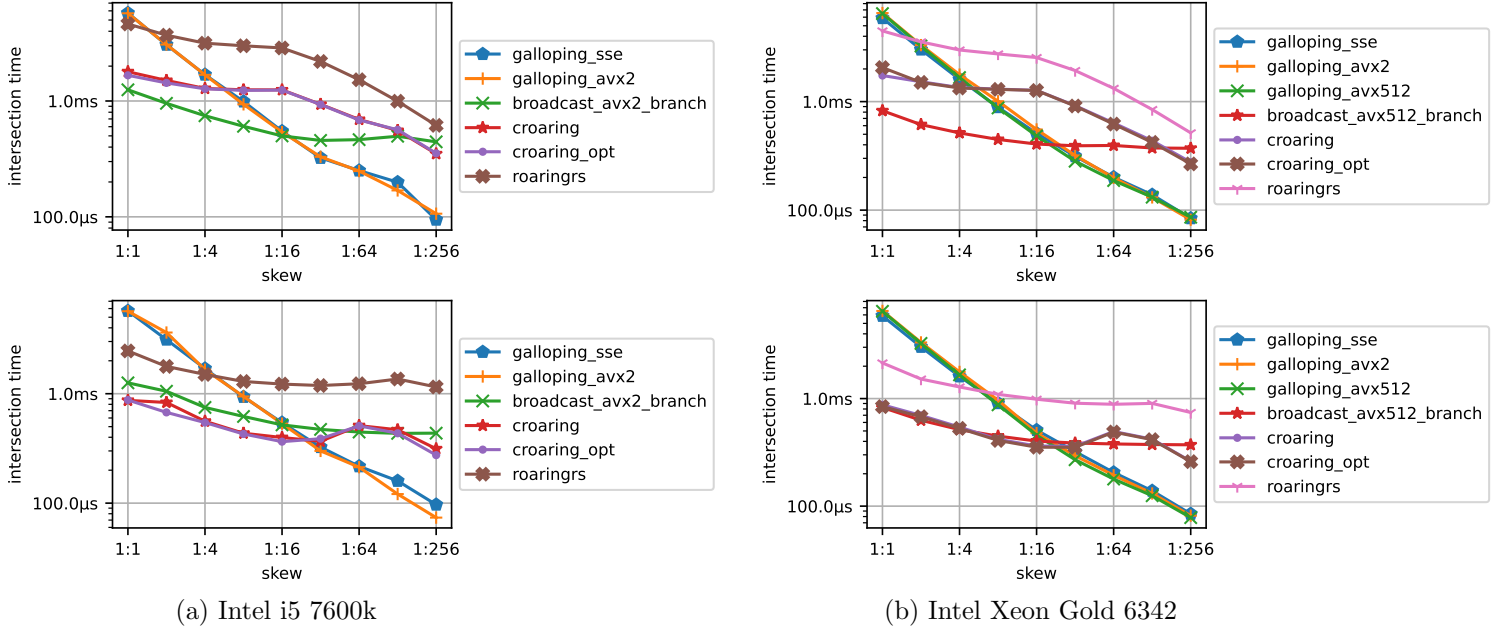 intersection time
1.0ms
100.0µs
1:1
1:4
1:16
1:64
1:256
skew
galloping_sse
galloping_avx2
broadcast_avx2_branch
croaring
croaring_opt
roaringrs
intersection time
1.0ms
100.0µs
1:1
1:4
1:16
1:64
1:256
skew
galloping_sse
galloping_avx2
galloping_avx512
broadcast_avx512_branch
croaring
croaring_opt
roaringrs
intersection time
1.0ms
100.0µs
1:1
1:4
1:16
1:64
1:256
skew
galloping_sse
galloping_avx2
broadcast_avx2_branch
croaring
croaring_opt
roaringrs
intersection time
1.0ms
100.0µs
1:1
1:4
1:16
1:64
1:256
skew
galloping_sse
galloping_avx2
galloping_avx512
broadcast_avx512_branch
croaring
croaring_opt
roaringrs
(a) Intel i5 7600k
(b) Intel Xeon Gold 6342